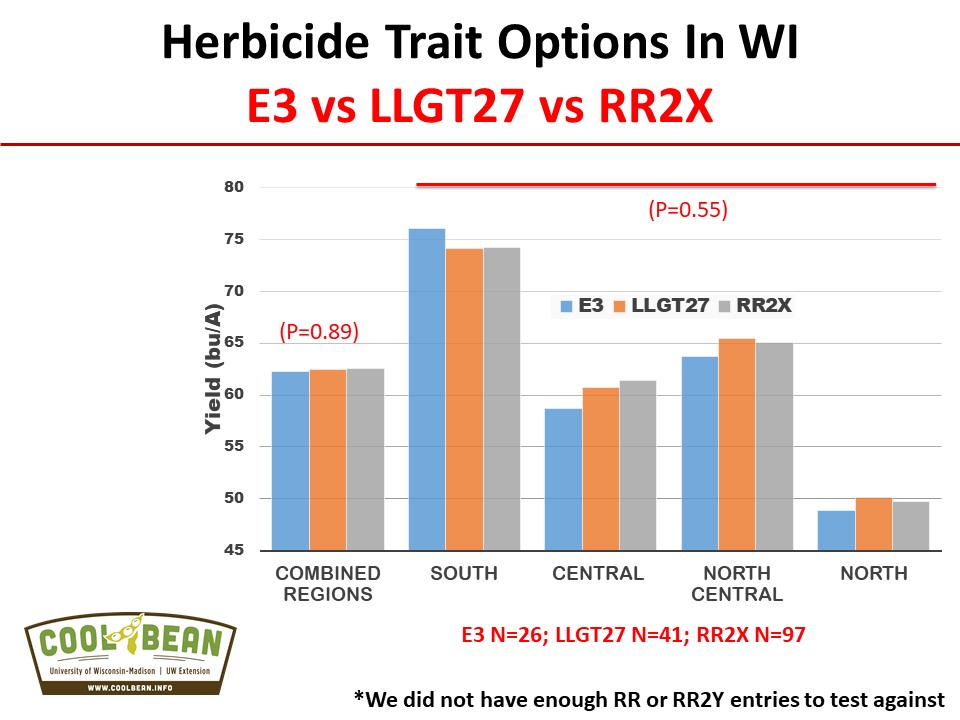 Herbicide Trait Options In WI
E3 vs LLGT27 vs RR2X
80
(P=0.55)
75
70
E3 LLGT27 RR2X
(P=0.89)
65
Yield (bu/A)
60
55
50
45
COMBINED REGIONS
SOUTH
CENTRAL
NORTH CENTRAL
NORTH
E3 N=26; LLGT27 N=41; RR2X N=97
COOL BEAN
University of Wisconsin-Madison | UW Extension
WWW.COOLBEAN.INFO
*We did not have enough RR or RR2Y entries to test against